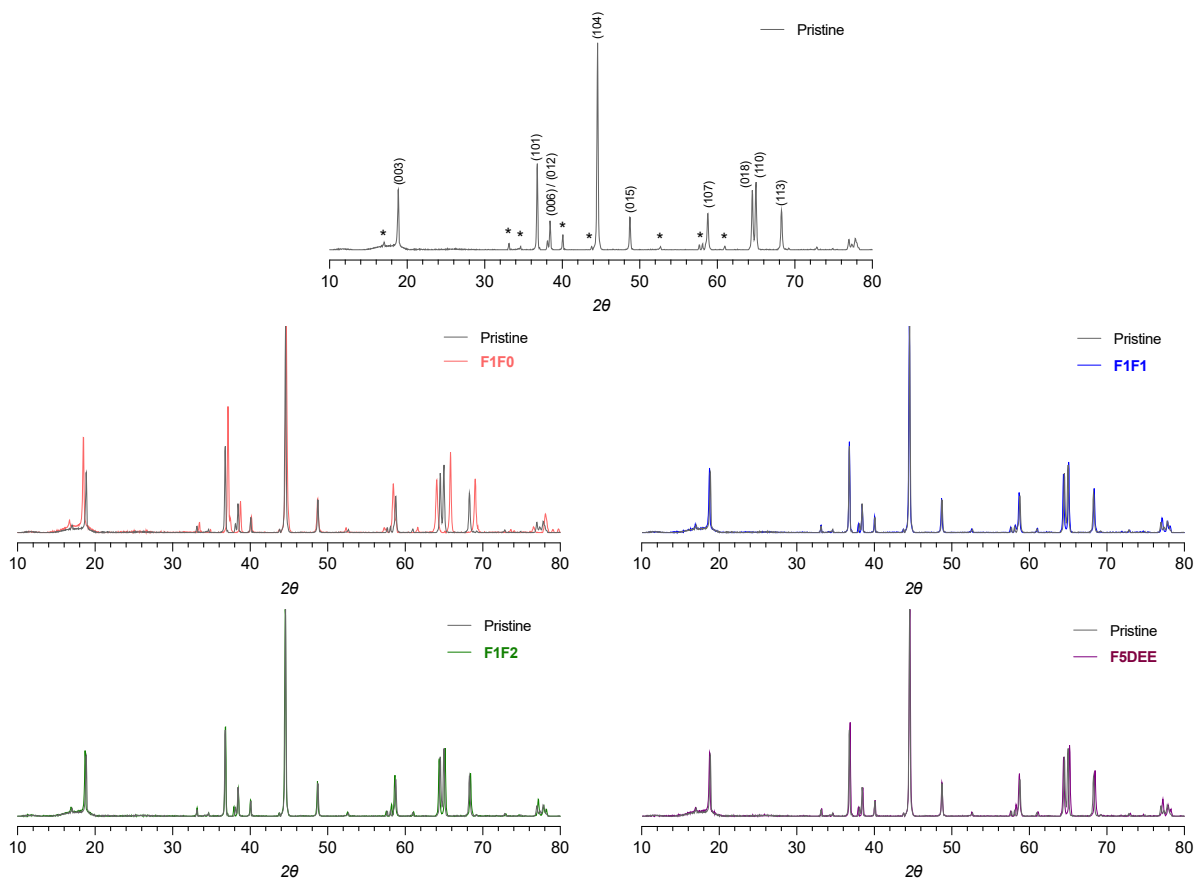 Pristine
(003)
(101)
(006) / (012)
(104)
(015)
(107)
(018)
(110)
(113)
* * * * * * * *
10 20 30 40 50 60 70 80
2θ
Pristine
F1F0
10 20 30 40 50 60 70 80
2θ
Pristine
F1F1
10 20 30 40 50 60 70 80
2θ
Pristine
F1F2
10 20 30 40 50 60 70 80
2θ
Pristine
F5DEE
10 20 30 40 50 60 70 80
2θ